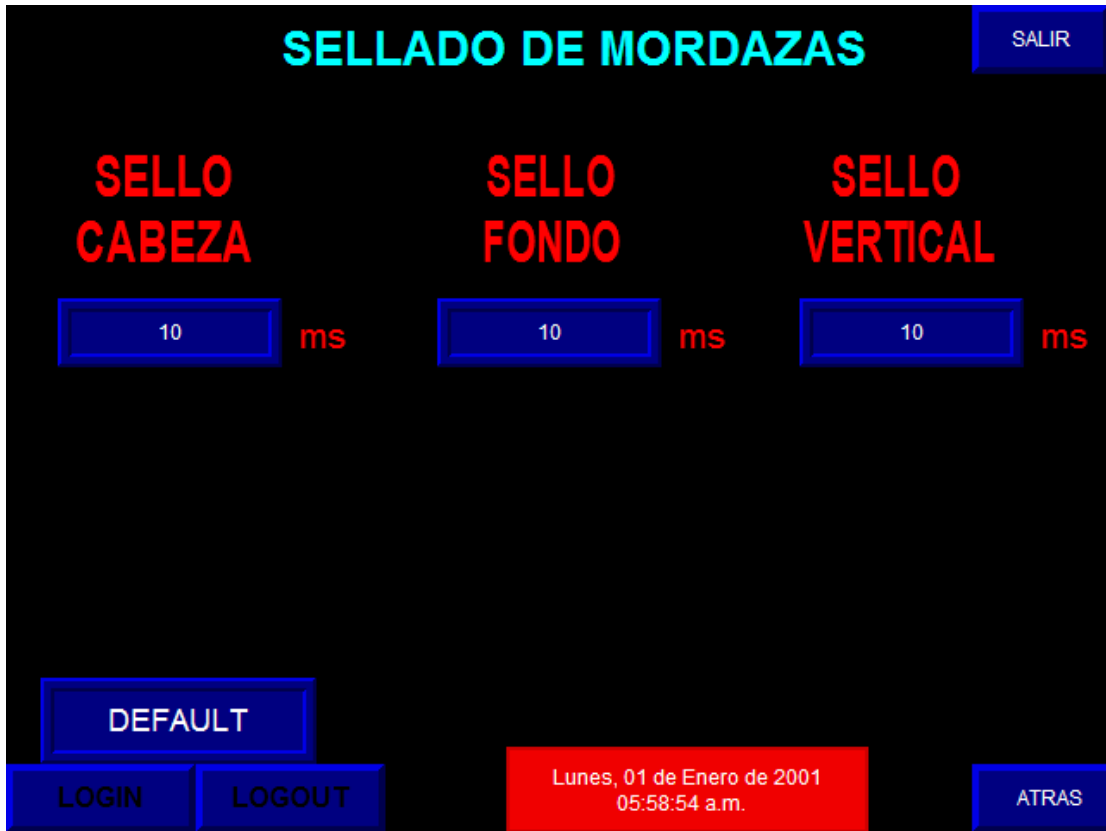 SELLADO DE MORDAZAS
SALIR
SELLO
CABEZA
SELLO
FONDO
SELLO
VERTICAL
10
ms
10
ms
10
ms
DEFAULT
LOGIN
LOGOUT
Lunes, 01 de Enero de 2001
05:58:54 a.m.
ATRAS